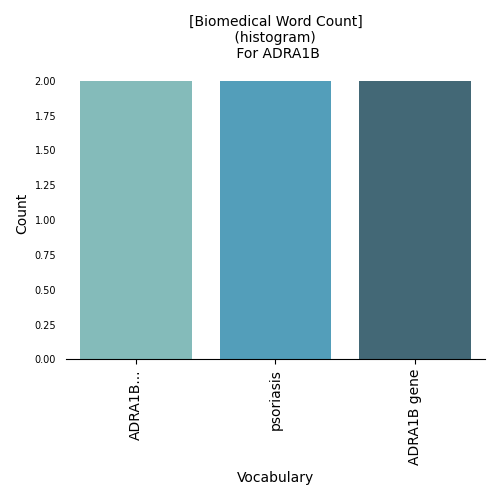 [Biomedical Word Count]
(histogram)
For ADRA1B
2.00
1.75
1.50
1.25
1.00
0.75
0.50
0.25
0.00
Count
ADRA1B...
psoriasis
ADRA1B gene
Vocabulary